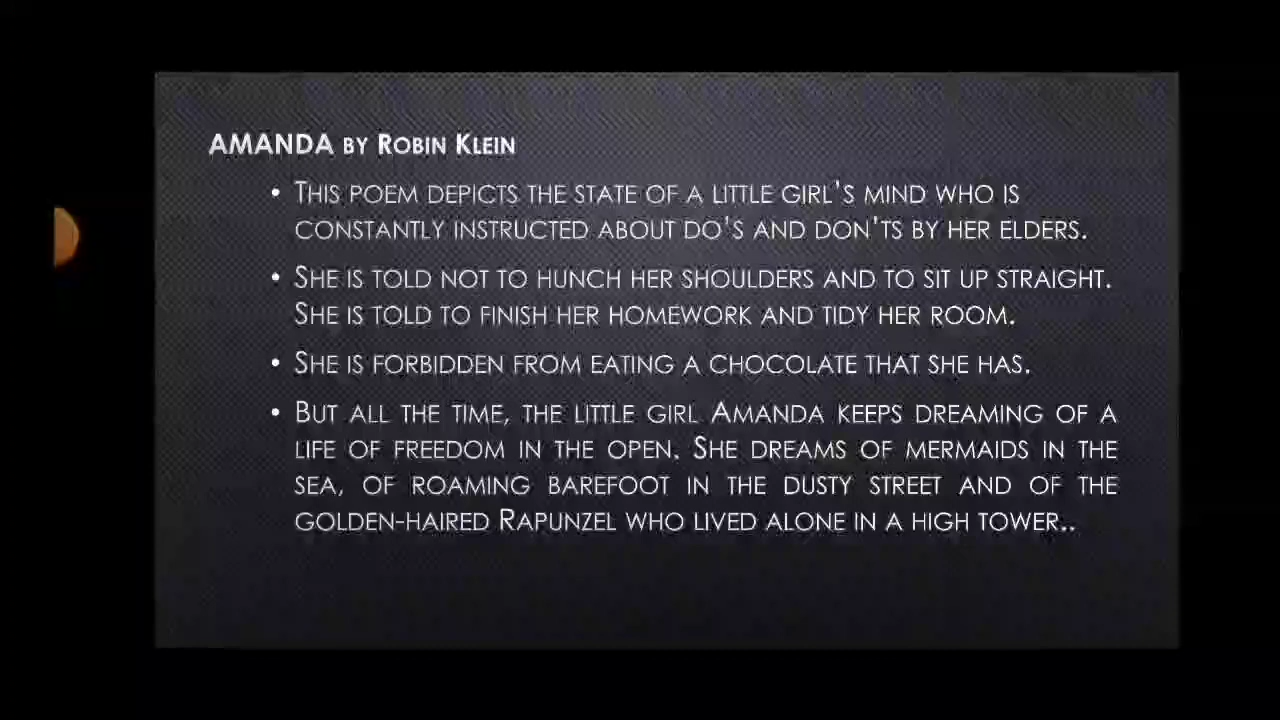 AMANDA BY ROBIN KLEIN
• THIS POEM DEPICTS THE STATE OF A LITTLE GIRL'S MIND WHO IS
CONSTANTLY INSTRUCTED ABOUT DO'S AND DON'TS BY HER ELDERS.
• SHE IS TOLD NOT TO HUNCH HER SHOULDERS AND TO SIT UP STRAIGHT.
SHE IS TOLD TO FINISH HER HOMEWORK AND TIDY HER ROOM.
• SHE IS FORBIDDEN FROM EATING A CHOCOLATE THAT SHE HAS.
• BUT ALL THE TIME, THE LITTLE GIRL AMANDA KEEPS DREAMING OF A
LIFE OF FREEDOM IN THE OPEN. SHE DREAMS OF MERMAIDS IN THE
SEA, OF ROAMING BAREFOOT IN THE DUSTY STREET AND OF THE
GOLDEN-HAIRED RAPUNZEL WHO LIVED ALONE IN A HIGH TOWER..